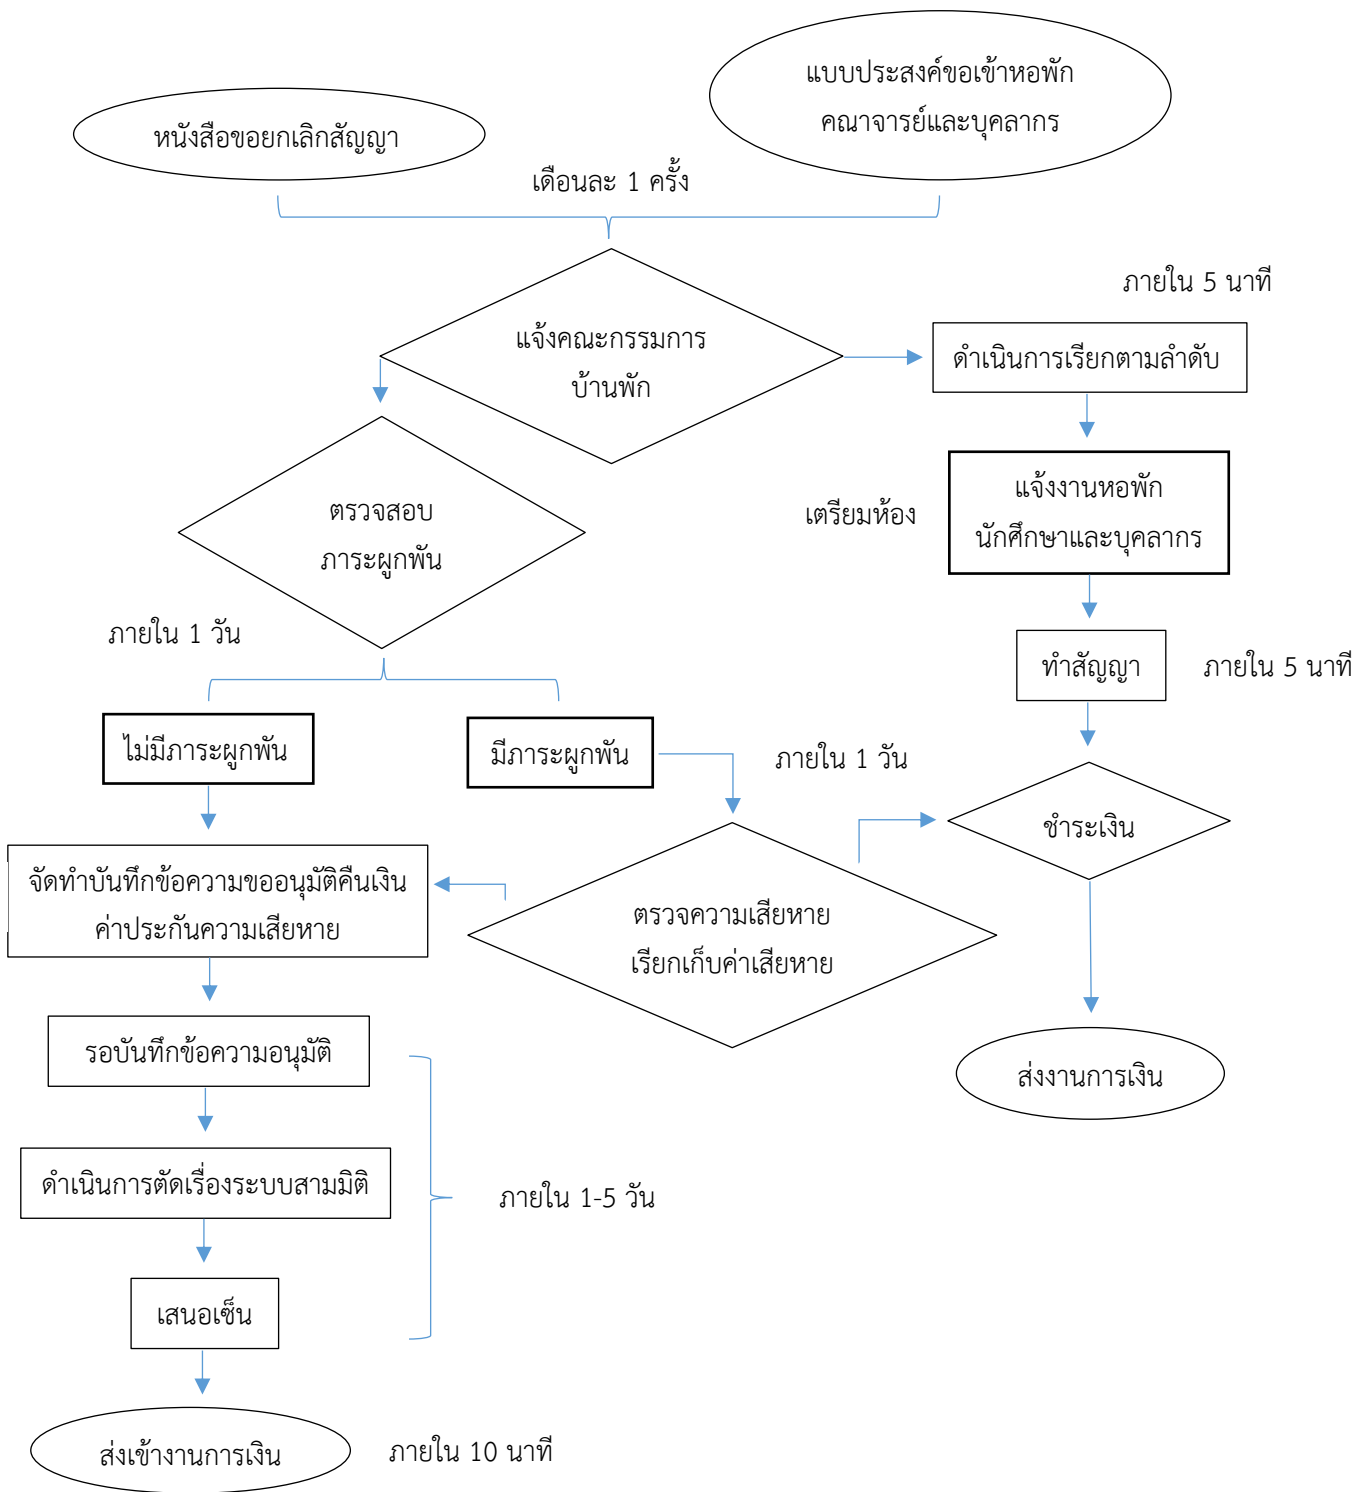 แบบประสงค์ขอเข้าหอพัก
คณาจารย์และบุคลากร
หนังสือขอยกเลิกสัญญา
เดือนละ 1 ครั้ง
ภายใน 5 นาที
แจ้งคณะกรรมการ
บ้านพัก
ดำเนินการเรียกตามลำดับ
ตรวจสอบ
ภาระผูกพัน
เตรียมห้อง
แจ้งงานหอพัก
นักศึกษาและบุคลากร
ภายใน 1 วัน
ทำสัญญา
ภายใน 5 นาที
ไม่มีภาระผูกพัน
มีภาระผูกพัน
ภายใน 1 วัน
ชำระเงิน
จัดทำบันทึกข้อความขออนุมัติคืนเงิน
ค่าประกันความเสียหาย
ตรวจความเสียหาย
เรียกเก็บค่าเสียหาย
รอบันทึกข้อความอนุมัติ
ส่งงานการเงิน
ดำเนินการตัดเรื่องระบบสามมิติ
ภายใน 1-5 วัน
เสนอเซ็น
ส่งเข้างานการเงิน
ภายใน 10 นาที